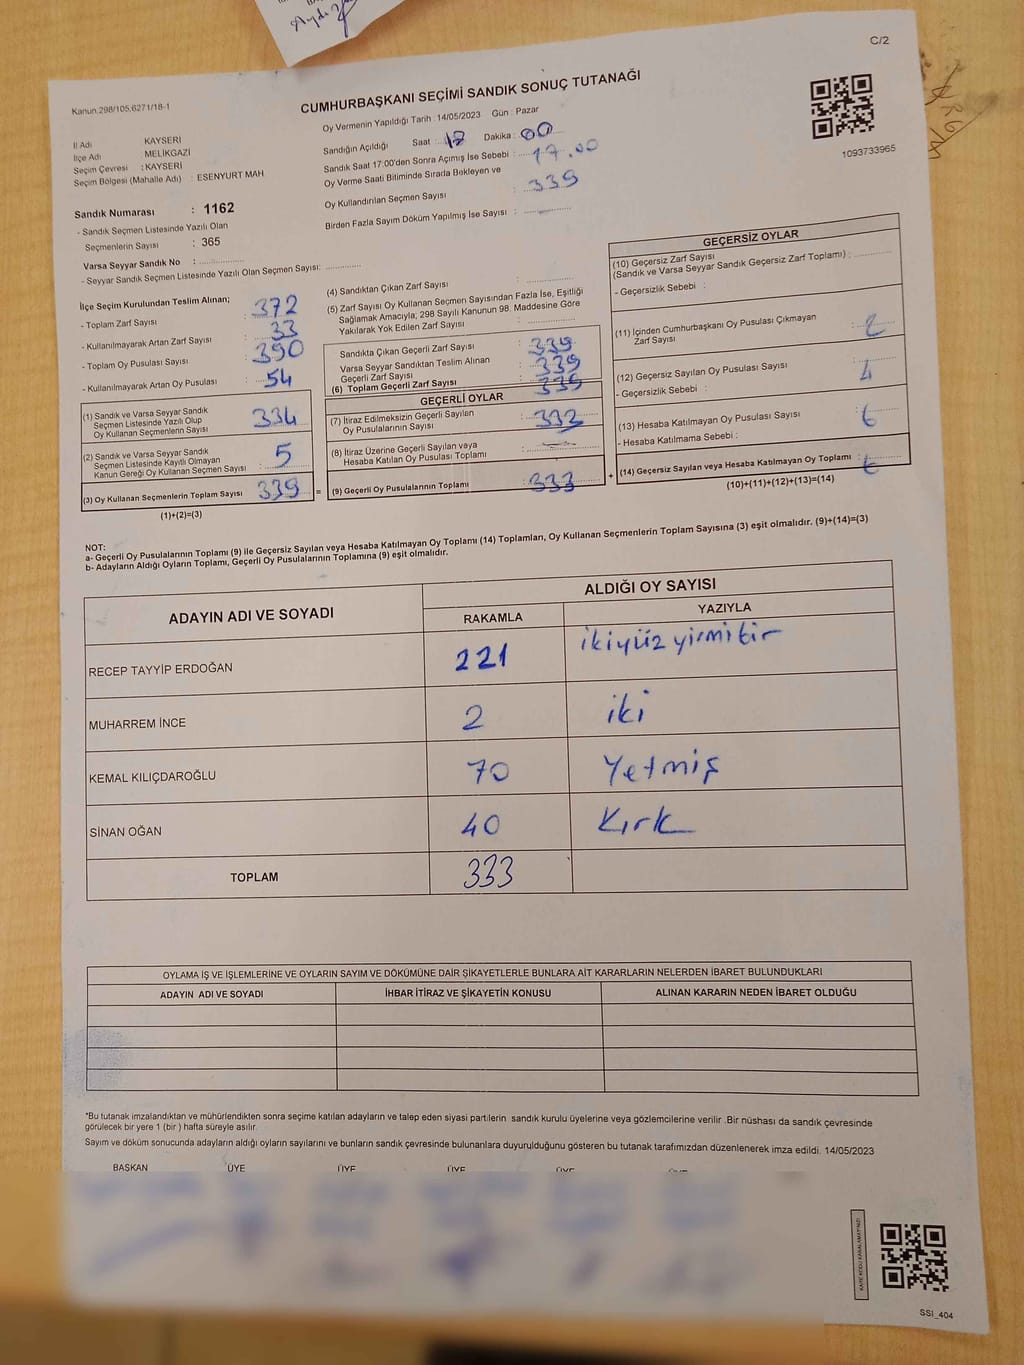 C/2
Kanun.298/105,6271/18-1
CUMHURBAŞKANI SEÇİMİ SANDIK SONUÇ TUTANAĞI
Oy Vermenin Yapıldığı Tarih : 14/05/2023 Gün : Pazar
1093733965
İl Adı KAYSERİ
İlçe Adı MELİKGAZİ
Seçim Çevresi : KAYSERİ
Seçim Bölgesi (Mahalle Adı) : ESENYURT MAH
Sandık Numarası : 1162
- Sandık Seçmen Listesinde Yazılı Olan
Seçmenlerin Sayısı : 365
Varsa Seyyar Sandık No :
- Seyyar Sandık Seçmen Listesinde Yazılı Olan Seçmen Sayısı:
Sandığın Açıldığı Saat : Dakika : 00
Sandık Saat 17:00'den Sonra Açımış İse Sebebi : 17.00
Oy Verme Saati Bitiminde Sırada Bekleyen ve
Oy Kullandırılan Seçmen Sayısı : 339
Birden Fazla Sayım Döküm Yapılmış İse Sayısı :
İlçe Seçim Kurulundan Teslim Alınan;
- Toplam Zarf Sayısı : 372
- Kullanılmayarak Artan Zarf Sayısı : 33
- Toplam Oy Pusulası Sayısı : 390
- Kullanılmayarak Artan Oy Pusulası : 54
(1) Sandık ve Varsa Seyyar Sandık
Seçmen Listesinde Yazılı Olup
Oy Kullanan Seçmenlerin Sayısı : 334
(2) Sandık ve Varsa Seyyar Sandık
Seçmen Listesinde Kayıtlı Olmayan
Kanun Gereği Oy Kullanan Seçmen Sayısı : 5
(3) Oy Kullanan Seçmenlerin Toplam Sayısı 339
(1)+(2)=(3)
=
(4) Sandıktan Çıkan Zarf Sayısı :
(5) Zarf Sayısı Oy Kullanan Seçmen Sayısından Fazla İse, Eşitliği
Sağlamak Amacıyla, 298 Sayılı Kanunun 98. Maddesine Göre
Yakılarak Yok Edilen Zarf Sayısı :
Sandıkta Çıkan Geçerli Zarf Sayısı : 339
Varsa Seyyar Sandıktan Teslim Alınan
Geçerli Zarf Sayısı : 339
(6) Toplam Geçerli Zarf Sayısı : 339
GEÇERLİ OYLAR
(7) İtiraz Edilmeksizin Geçerli Sayılan
Oy Pusulalarının Sayısı : 333
(8) İtiraz Üzerine Geçerli Sayılan veya
Hesaba Katılan Oy Pusulası Toplamı :
(9) Geçerli Oy Pusulalarının Toplamı : 333
+
GEÇERSİZ OYLAR
(10) Geçersiz Zarf Sayısı
(Sandık ve Varsa Seyyar Sandık Geçersiz Zarf Toplamı) :
- Geçersizlik Sebebi :
(11) İçinden Cumhurbaşkanı Oy Pusulası Çıkmayan
Zarf Sayısı : 2
(12) Geçersiz Sayılan Oy Pusulası Sayısı : 4
- Geçersizlik Sebebi :
(13) Hesaba Katılmayan Oy Pusulası Sayısı : 6
- Hesaba Katılmama Sebebi :
(14) Geçersiz Sayılan veya Hesaba Katılmayan Oy Toplamı : 6
(10)+(11)+(12)+(13)=(14)
NOT:
a- Geçerli Oy Pusulalarının Toplamı (9) ile Geçersiz Sayılan veya Hesaba Katılmayan Oy Toplamı (14) Toplamları, Oy Kullanan Seçmenlerin Toplam Sayısına (3) eşit olmalıdır. (9)+(14)=(3)
b- Adayların Aldığı Oyların Toplamı, Geçerli Oy Pusulalarının Toplamına (9) eşit olmalıdır.
ADAYIN ADI VE SOYADI ALDIĞI OY SAYISI
RAKAMLA YAZIYLA
RECEP TAYYİP ERDOĞAN 221 ikiyüz yirmibir
MUHARREM İNCE 2 iki
KEMAL KILIÇDAROĞLU 70 Yetmiş
SİNAN OĞAN 40 Kırk
TOPLAM 333
OYLAMA İŞ VE İŞLEMLERİNE VE OYLARIN SAYIM VE DÖKÜMÜNE DAİR ŞİKAYETLERLE BUNLARA AİT KARARLARIN NELERDEN İBARET BULUNDUKLARI
ADAYIN ADI VE SOYADI İHBAR İTİRAZ VE ŞİKAYETİN KONUSU ALINAN KARARIN NEDEN İBARET OLDUĞU
*Bu tutanak imzalandıktan ve mühürlendikten sonra seçime katılan adayların ve talep eden siyasi partilerin sandık kurulu üyelerine veya gözlemcilerine verilir .Bir nüshası da sandık çevresinde
görülecek bir yere 1 (bir ) hafta süreyle asılır.
Sayım ve döküm sonucunda adayların aldığı oyların sayılarını ve bunların sandık çevresinde bulunanlara duyurulduğunu gösteren bu tutanak tarafımızdan düzenlenerek imza edildi. 14/05/2023
BAŞKAN ÜYE ÜYE ÜYE ÜYE ÜYE
KARE KODU KARALAMAYINIZ!
SSI_404